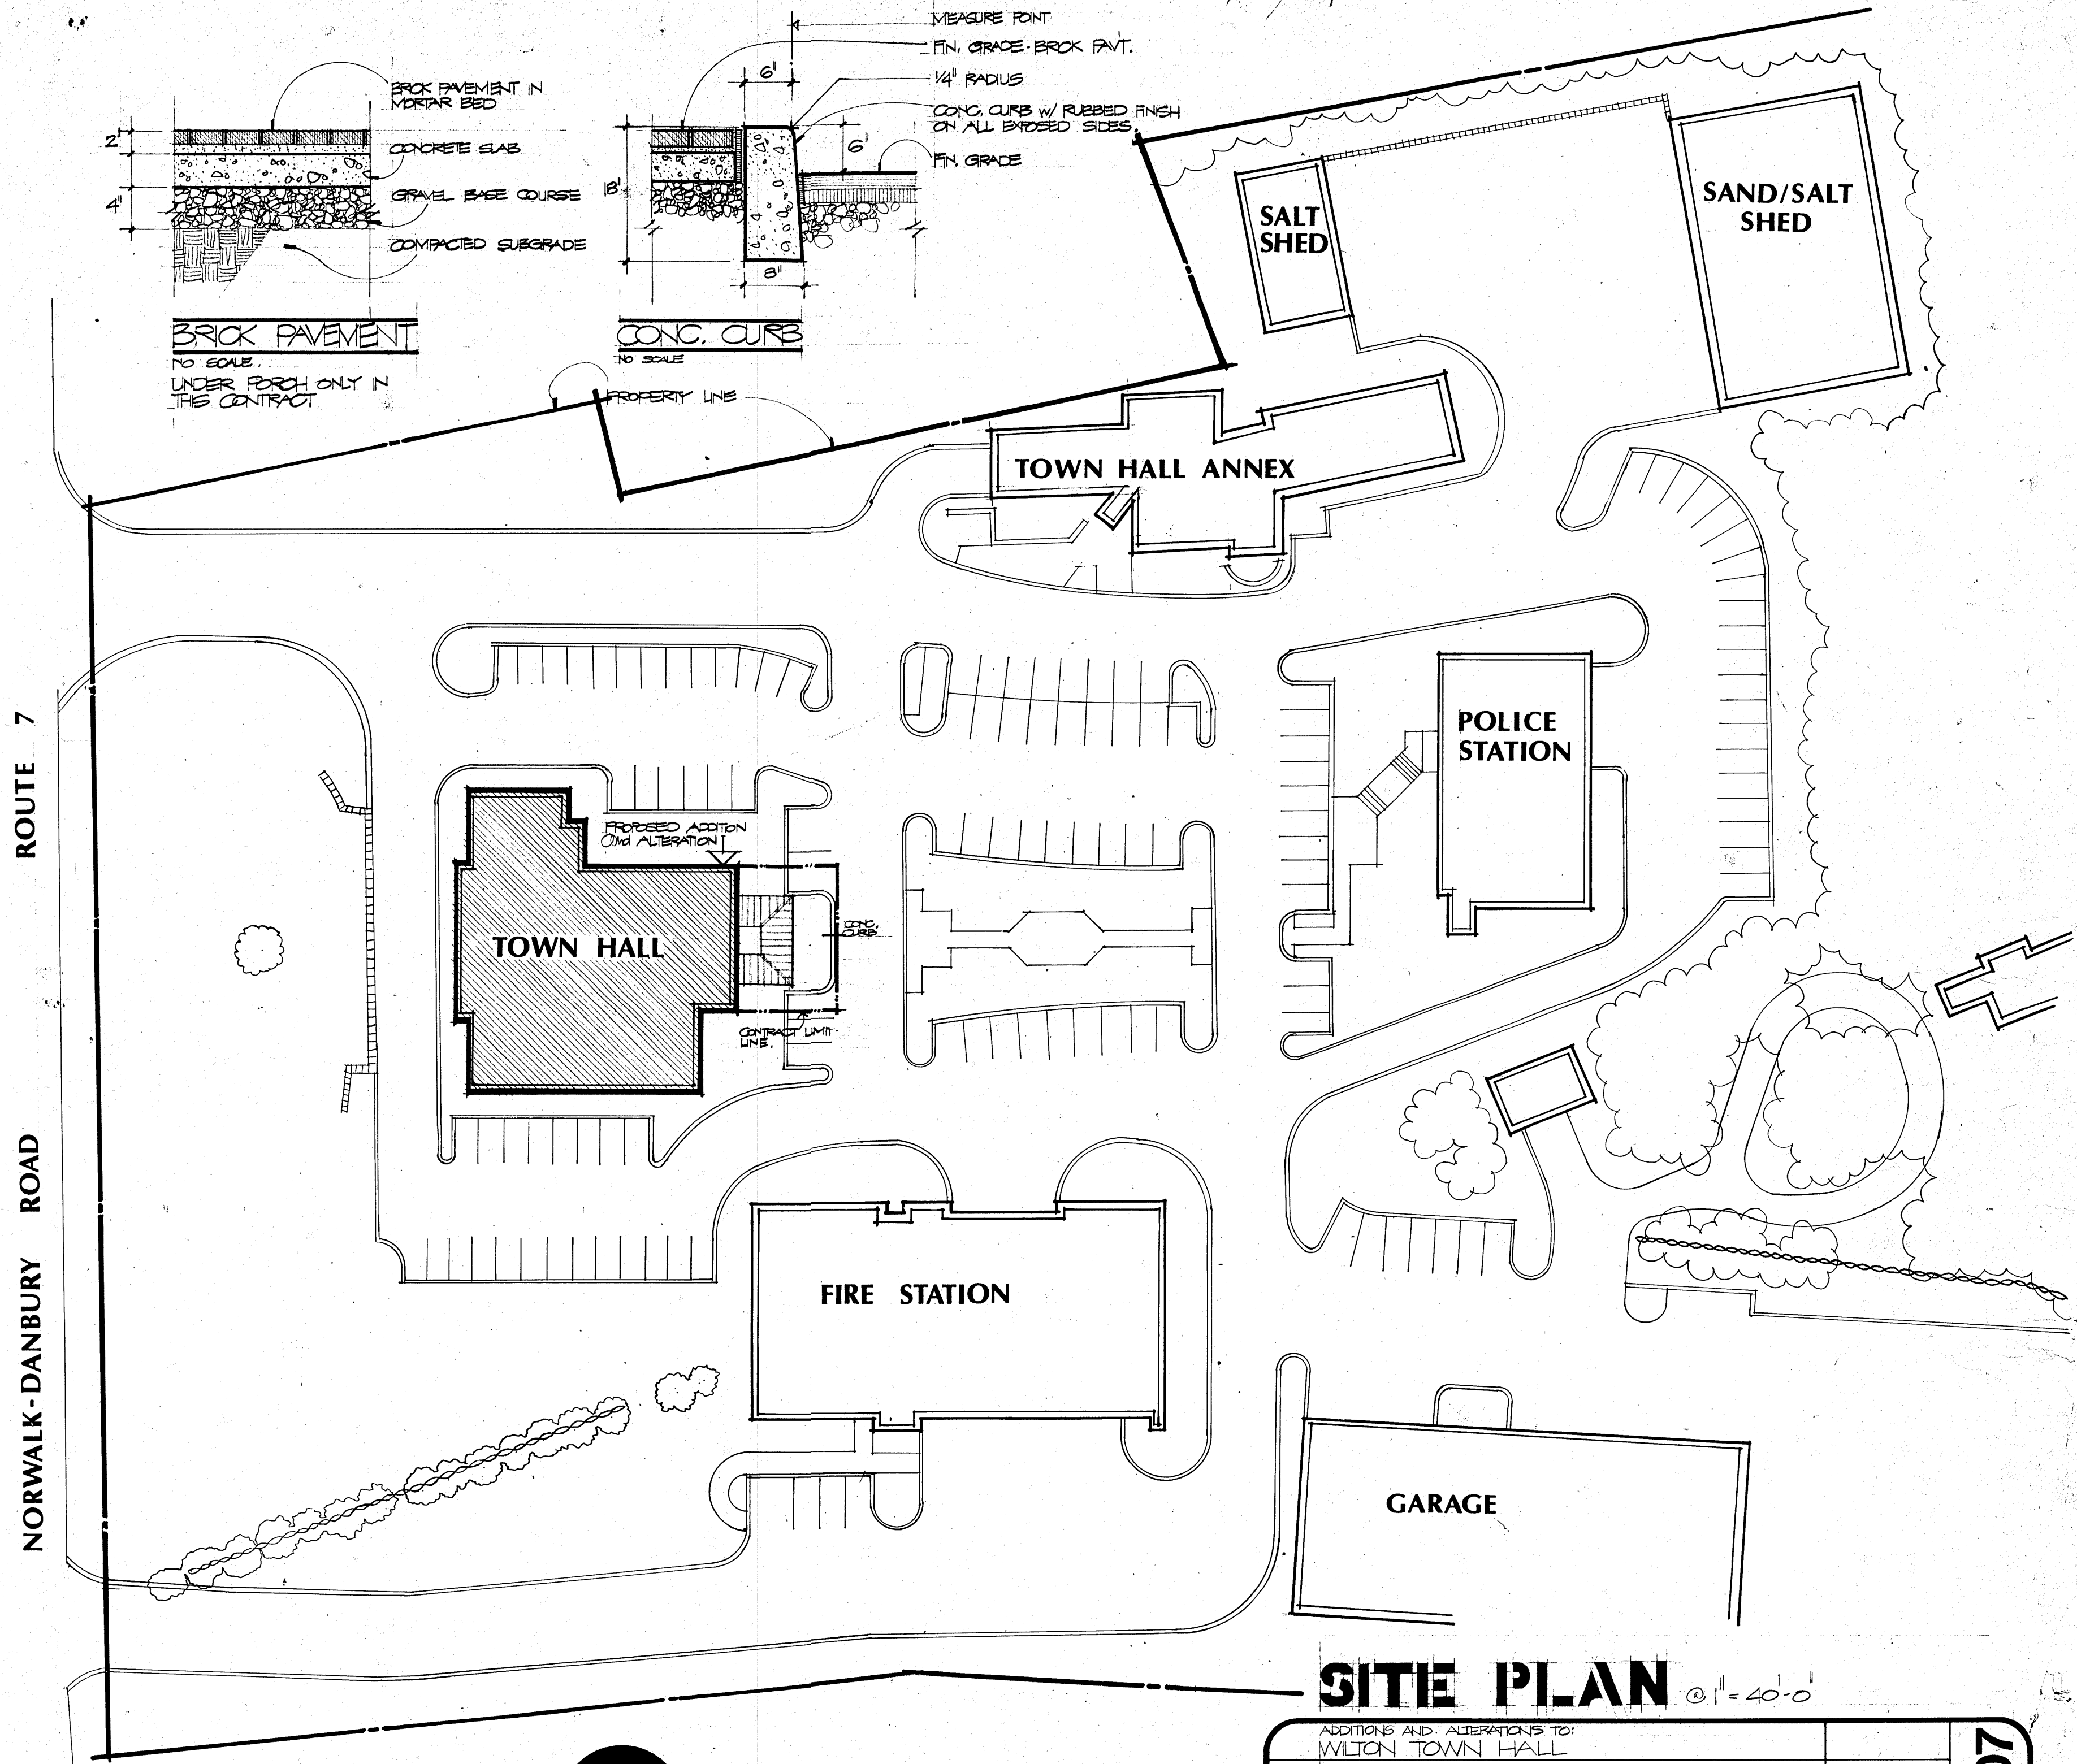 MEASURE POINT
FIN. GRADE-BRICK PAVT.
6"
1/4" RADIUS
CONC. CURB W/ RUBBED FINISH
ON ALL EXPOSED SIDES.
6"
FIN. GRADE
18"
8"
CONC. CURB
NO SCALE
BRICK PAVEMENT IN
MORTAR BED
2"
CONCRETE SLAB
4"
GRAVEL BASE COURSE
COMPACTED SUBGRADE
BRICK PAVEMENT
NO SCALE.
UNDER PORCH ONLY IN
THIS CONTRACT
PROPERTY LINE
SALT
SHED
SAND/SALT
SHED
TOWN HALL ANNEX
POLICE
STATION
ROUTE 7
PROPOSED ADDITION
and ALTERATION
TOWN HALL
CONC.
CURB
CONTRACT LIMIT
LINE.
NORWALK-DANBURY ROAD
FIRE STATION
GARAGE
SITE PLAN @ 1" = 40'-0'
ADDITIONS AND ALTERATIONS TO:
WILTON TOWN HALL
07